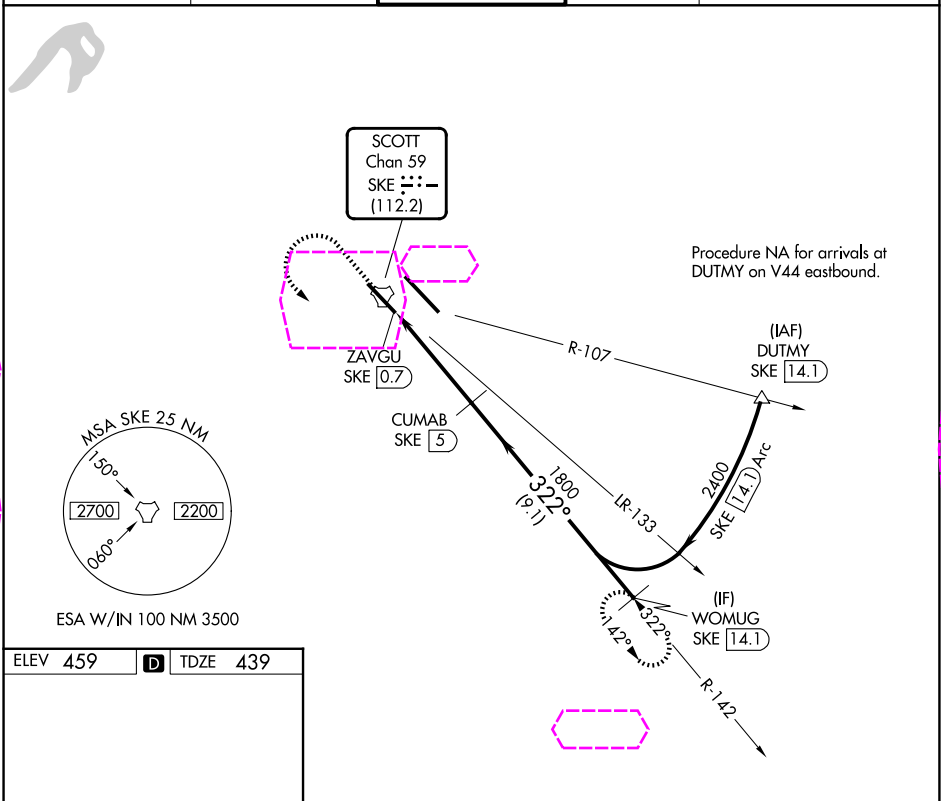 SCOTT
Chan 59
SKE
(112.2)
Procedure NA for arrivals at
DUTMY on V44 eastbound.
(IAF)
DUTMY
SKE 14.1
R-107
ZAVGU
SKE 0.7
CUMAB
SKE 5
1800
322°
(9.1)
LR-133
2400
SKE 14.1 Arc
MSA SKE 25 NM
150°
2700
2200
060°
ESA W/IN 100 NM 3500
(IF)
WOMUG
SKE 14.1
322°
142°
R-142
ELEV 459 D TDZE 439